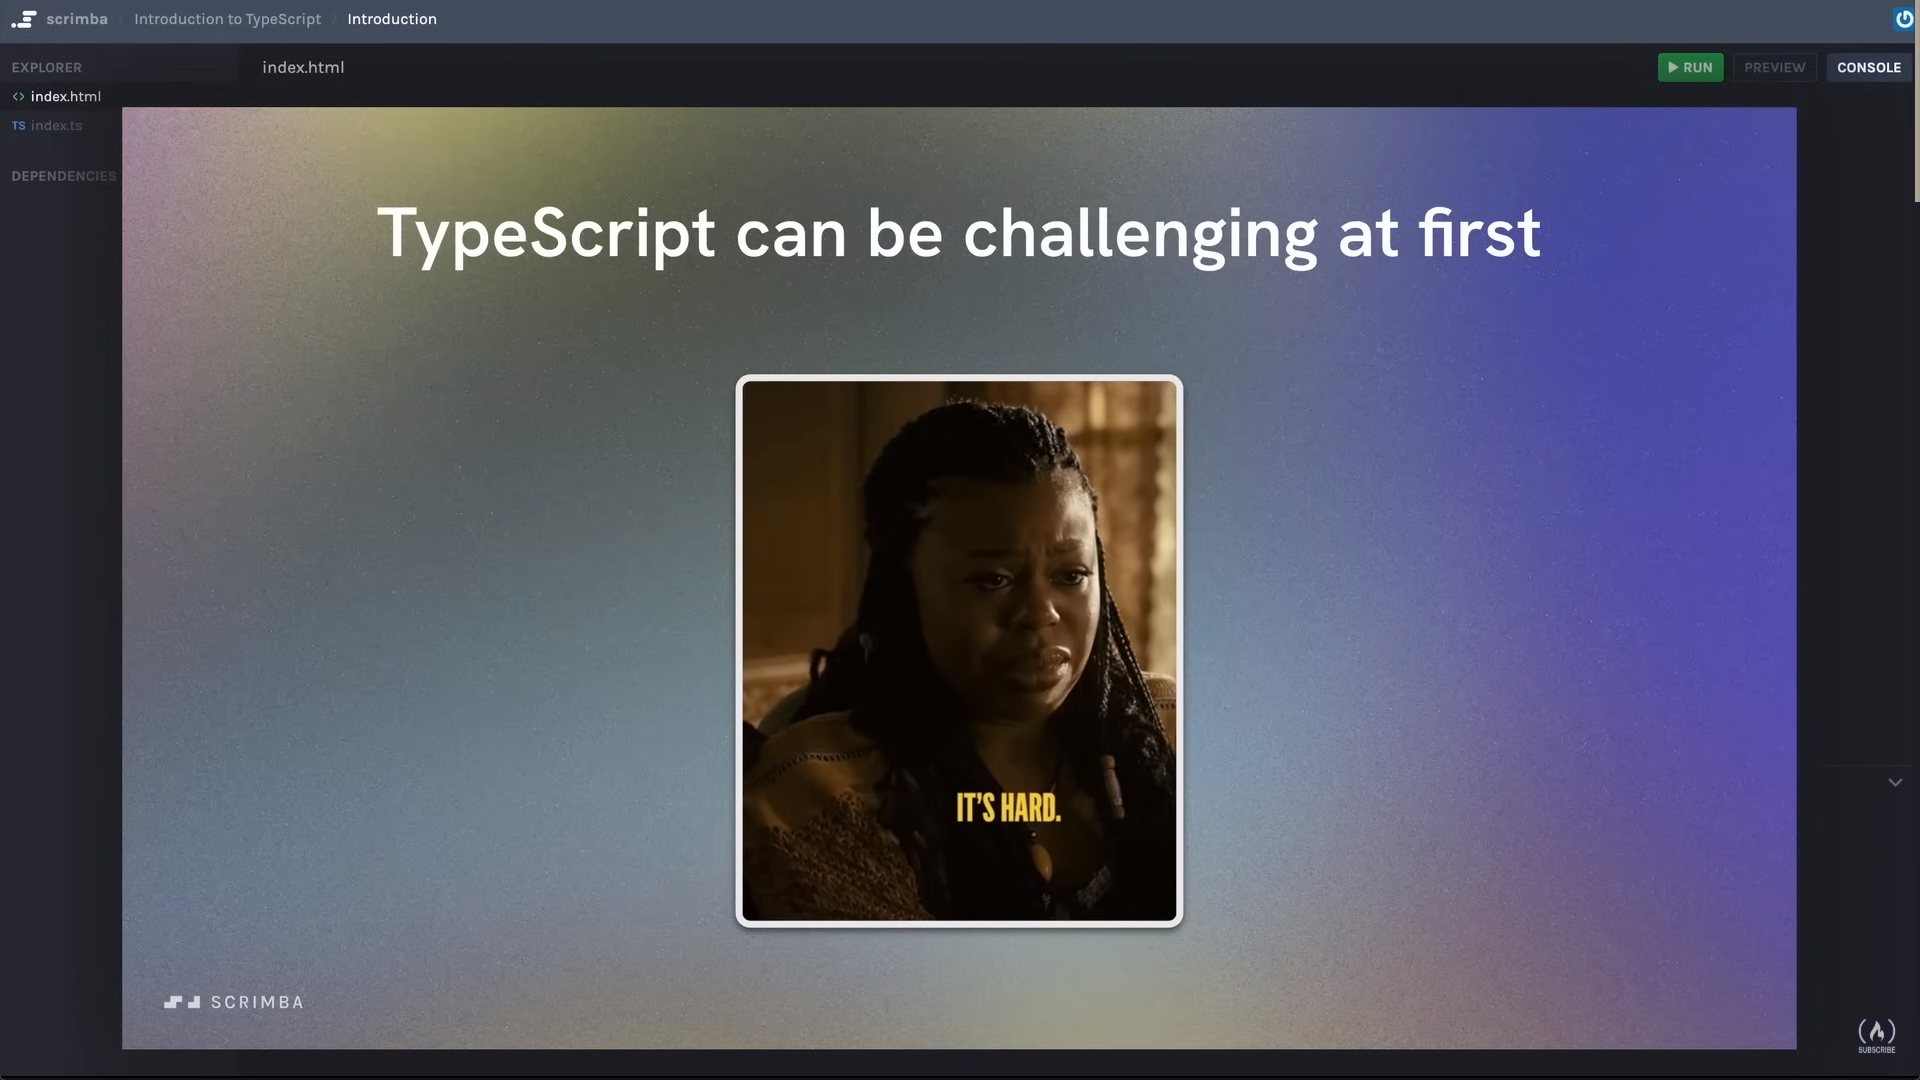 scrimba / Introduction to TypeScript / Introduction
EXPLORER
index.html
RUN
PREVIEW
CONSOLE
<> index.html
TS index.ts
DEPENDENCIES
TypeScript can be challenging at first
IT'S HARD.
SCRIMBA
SUBSCRIBE